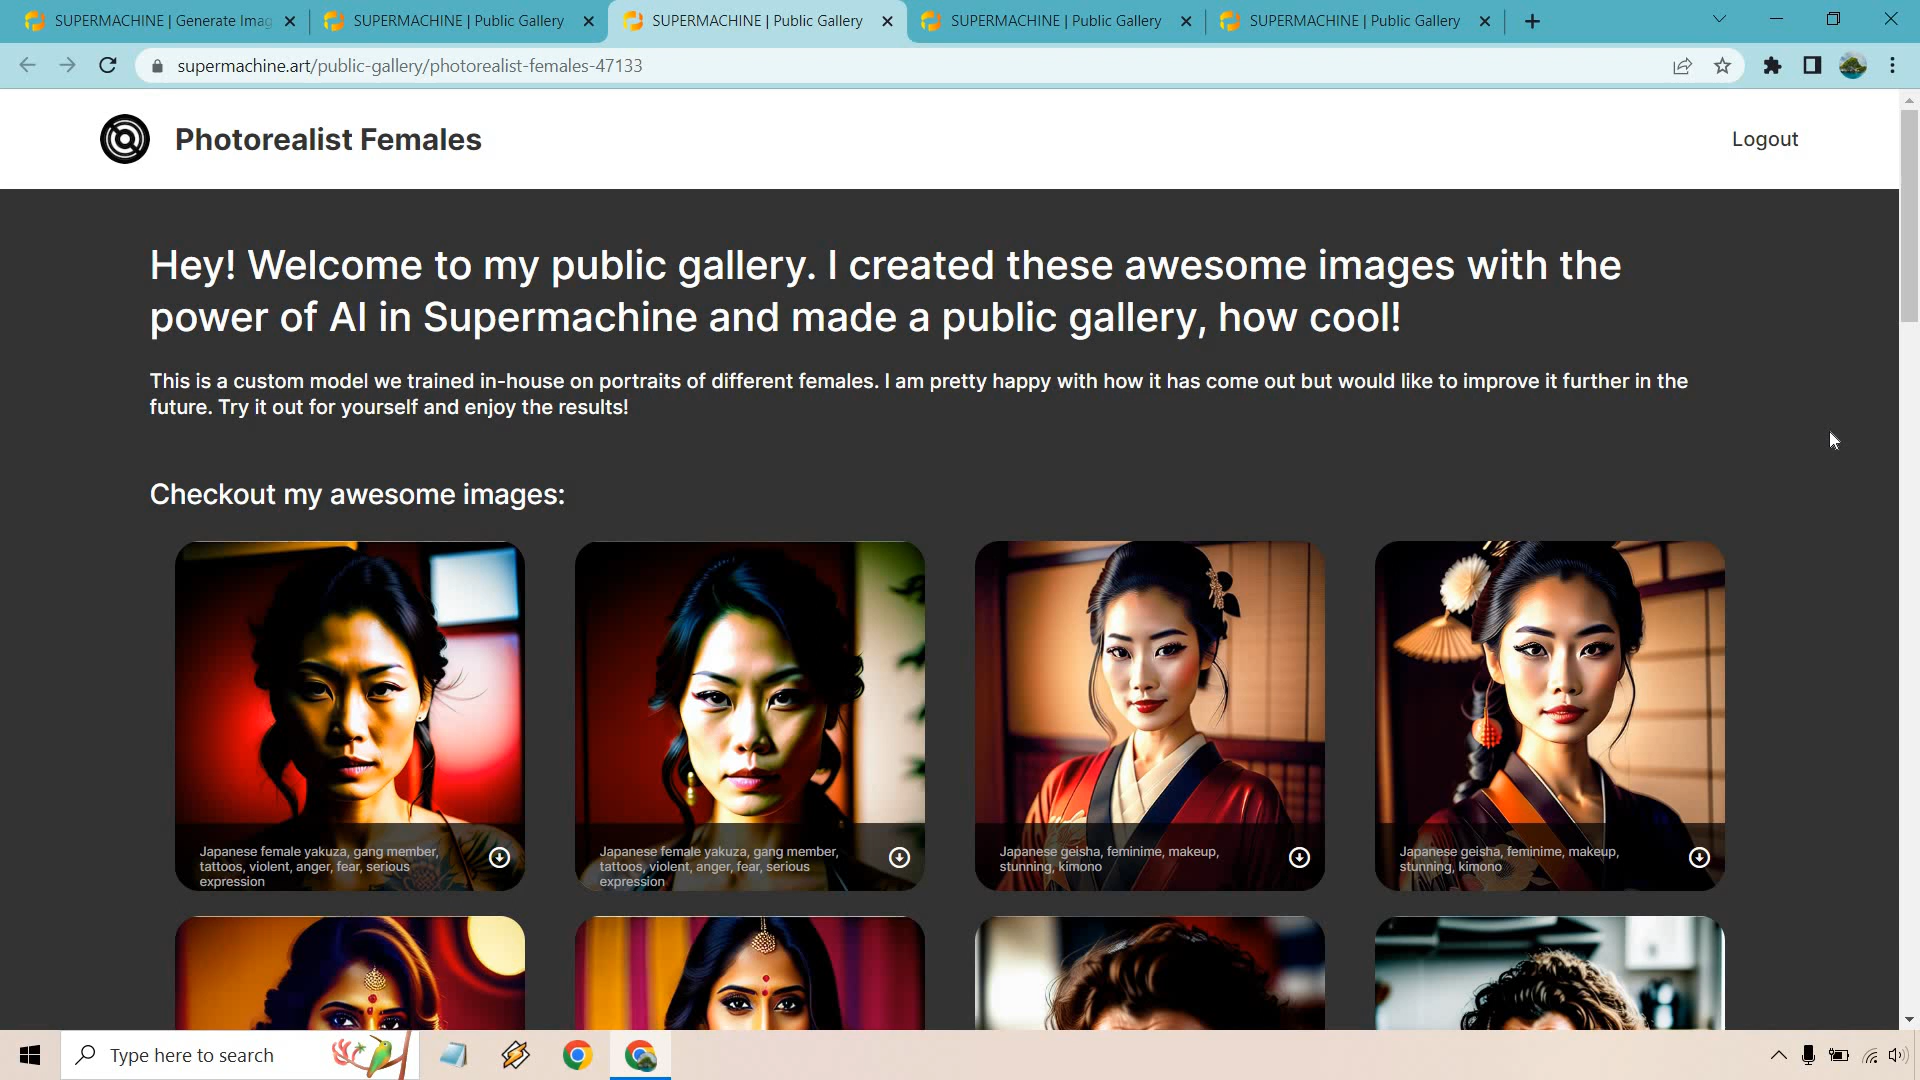 SUPERMACHINE | Generate Imag
SUPERMACHINE | Public Gallery
SUPERMACHINE | Public Gallery
SUPERMACHINE | Public Gallery
SUPERMACHINE | Public Gallery
supermachine.art/public-gallery/photorealist-females-47133
Photorealist Females
Logout
Hey! Welcome to my public gallery. I created these awesome images with the
power of AI in Supermachine and made a public gallery, how cool!
This is a custom model we trained in-house on portraits of different females. I am pretty happy with how it has come out but would like to improve it further in the
future. Try it out for yourself and enjoy the results!
Checkout my awesome images:
Japanese female yakuza, gang member,
tattoos, violent, anger, fear, serious
expression
Japanese female yakuza, gang member,
tattoos, violent, anger, fear, serious
expression
Japanese geisha, feminime, makeup,
stunning, kimono
Japanese geisha, feminime, makeup,
stunning, kimono
Type here to search